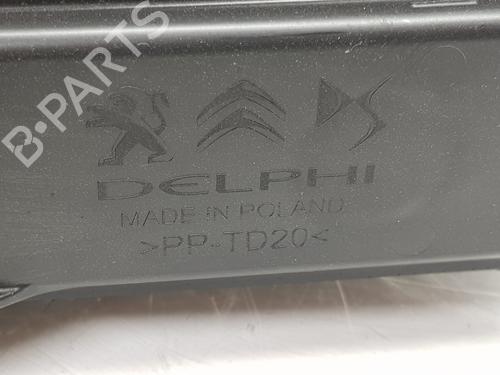 B-PARTS
DELPHI
MADE IN POLAND
>PP-TD20<